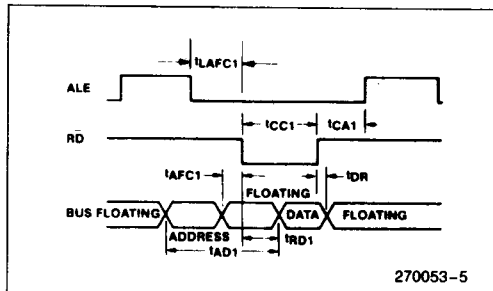 tLAFC1
ALE
tCC1
tCA1
RD
tAFC1
FLOATING
tDR
BUS FLOATING
DATA
FLOATING
ADDRESS
tRD1
tAD1
270053-5